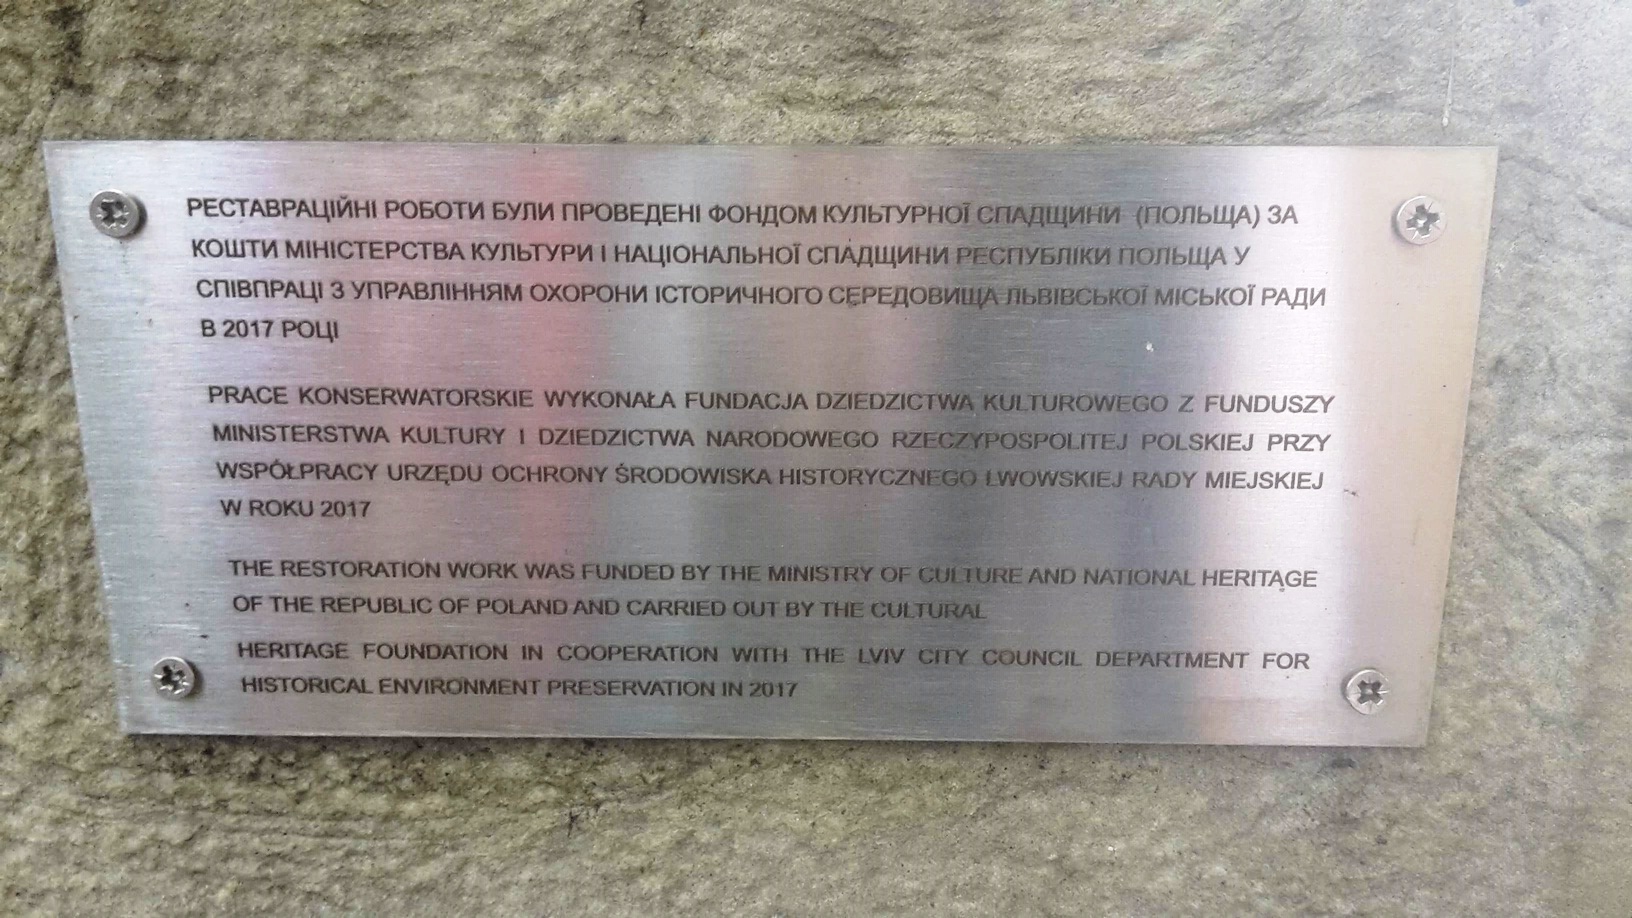 РЕСТАВРАЦІЙНІ РОБОТИ БУЛИ ПРОВЕДЕНІ ФОНДОМ КУЛЬТУРНОЇ СПАДЩИНИ (ПОЛЬЩА) ЗА
КОШТИ МІНІСТЕРСТВА КУЛЬТУРИ І НАЦІОНАЛЬНОЇ СПАДЩИНИ РЕСПУБЛІКИ ПОЛЬЩА У
СПІВПРАЦІ З УПРАВЛІННЯМ ОХОРОНИ ІСТОРИЧНОГО СЕРЕДОВИЩА ЛЬВІВСЬКОЇ МІСЬКОЇ РАДИ
В 2017 РОЦІ
PRACE KONSERWATORSKIE WYKONAŁA FUNDACJA DZIEDZICTWA KULTUROWEGO Z FUNDUSZY
MINISTERSTWA KULTURY I DZIEDZICTWA NARODOWEGO RZECZYPOSPOLITEJ POLSKIEJ PRZY
WSPÓŁPRACY URZĘDU OCHRONY ŚRODOWISKA HISTORYCZNEGO LWOWSKIEJ RADY MIEJSKIEJ
W ROKU 2017
THE RESTORATION WORK WAS FUNDED BY THE MINISTRY OF CULTURE AND NATIONAL HERITAGE
OF THE REPUBLIC OF POLAND AND CARRIED OUT BY THE CULTURAL
HERITAGE FOUNDATION IN COOPERATION WITH THE LVIV CITY COUNCIL DEPARTMENT FOR
HISTORICAL ENVIRONMENT PRESERVATION IN 2017